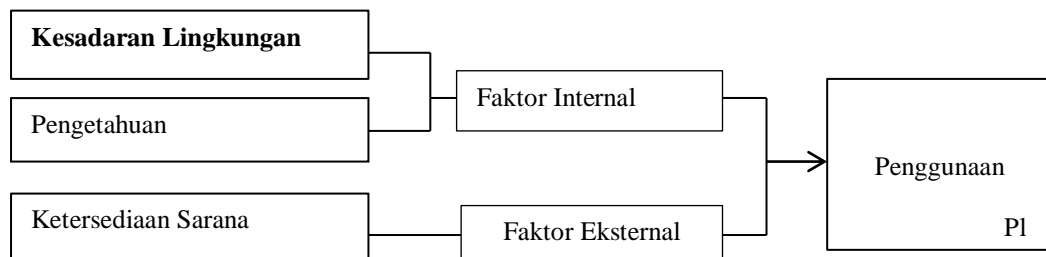 Kesadaran Lingkungan
Pengetahuan
Ketersediaan Sarana
Faktor Internal
Faktor Eksternal
Penggunaan
Pl